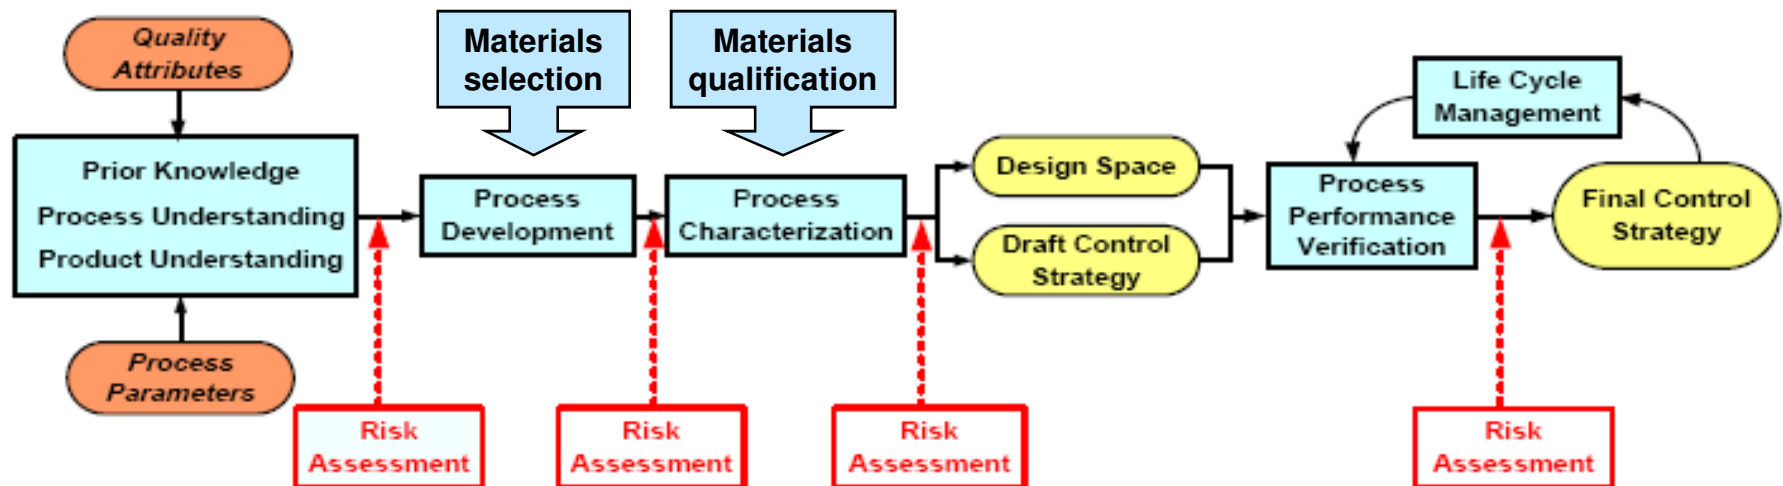 Quality
Attributes
Materials
selection
Materials
qualification
Life Cycle
Management
Prior Knowledge
Process Understanding
Product Understanding
Process
Development
Process
Characterization
Design Space
Draft Control
Strategy
Process
Performance
Verification
Final Control
Strategy
Process
Parameters
Risk
Assessment
Risk
Assessment
Risk
Assessment
Risk
Assessment